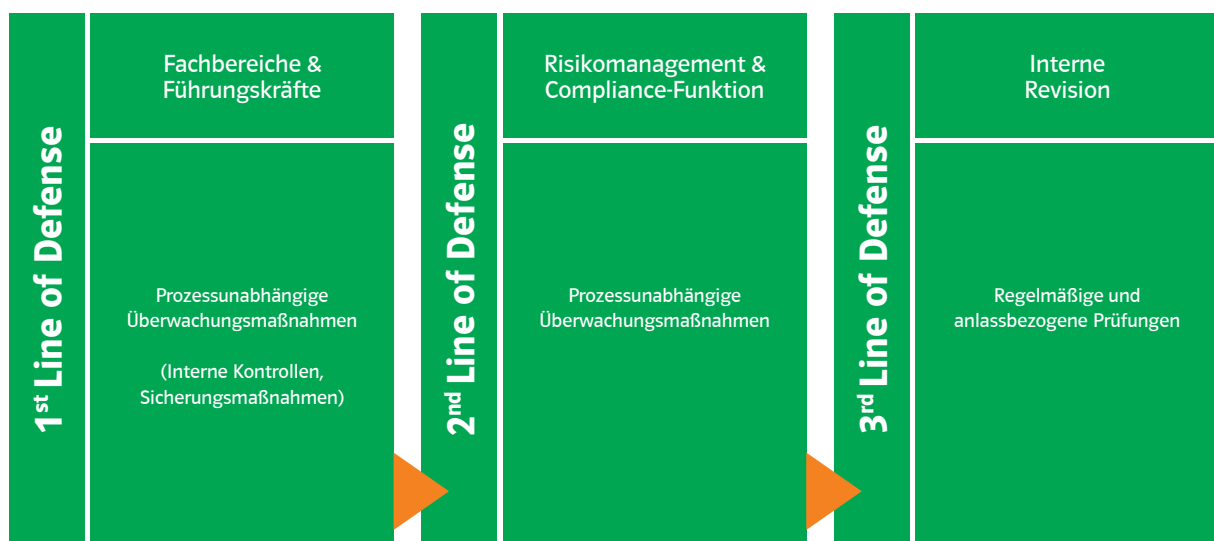 1st Line of Defense
Fachbereiche &
Führungskräfte
Prozessunabhängige
Überwachungsmaßnahmen
(Interne Kontrollen,
Sicherungsmaßnahmen)
2nd Line of Defense
Risikomanagement &
Compliance-Funktion
Prozessunabhängige
Überwachungsmaßnahmen
3rd Line of Defense
Interne
Revision
Regelmäßige und
anlassbezogene Prüfungen